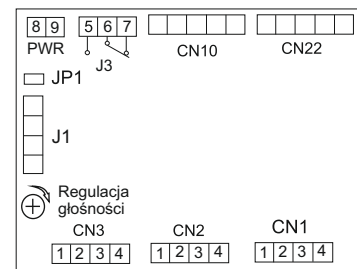 8 9
5 6 7
PWR
J3
CN10
CN22
JP1
J1
Regulacja
głośności
CN3
CN2
CN1
1 2 3 4
1 2 3 4
1 2 3 4